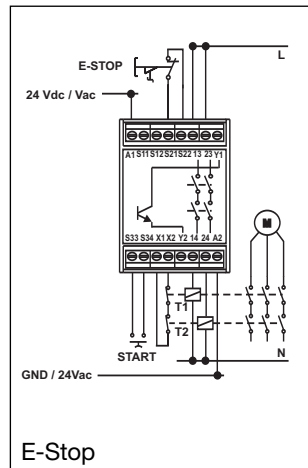 E-STOP
L
24 Vdc / Vac
A1 S11 S12 S21 S22 13 23 Y1
M
S33 S34 X1 X2 Y2 14 24 A2
T1
T2
START
N
GND / 24Vac
E-Stop